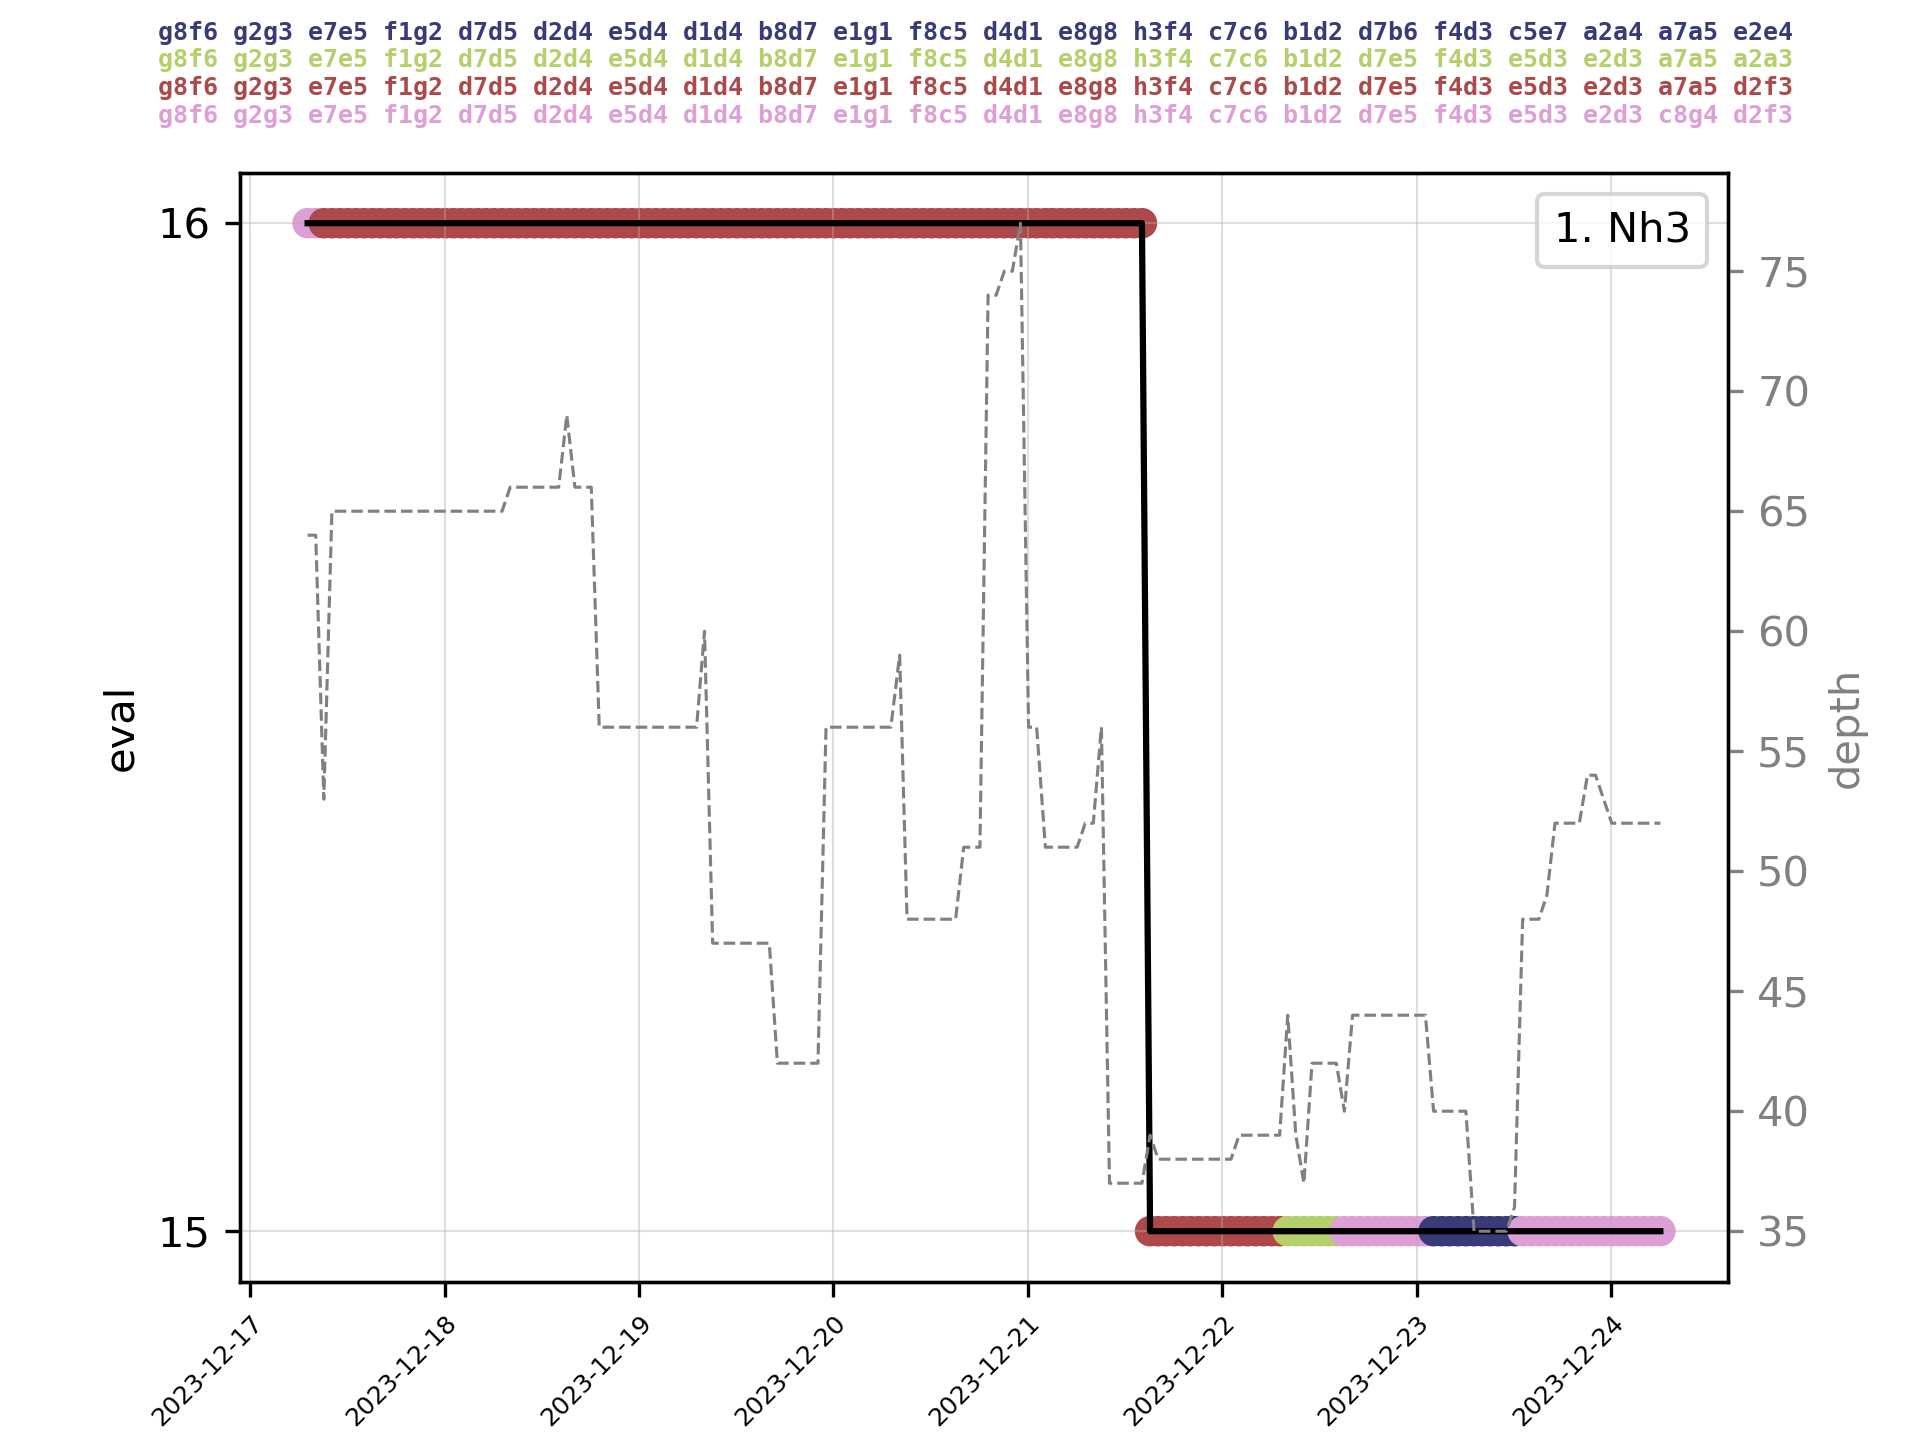 g8f6 g2g3 e7e5 f1g2 d7d5 d2d4 e5d4 d1d4 b8d7 e1g1 f8c5 d4d1 e8g8 h3f4 c7c6 b1d2 d7b6 f4d3 c5e7 a2a4 a7a5 e2e4
g8f6 g2g3 e7e5 f1g2 d7d5 d2d4 e5d4 d1d4 b8d7 e1g1 f8c5 d4d1 e8g8 h3f4 c7c6 b1d2 d7e5 f4d3 e5d3 e2d3 a7a5 a2a3
g8f6 g2g3 e7e5 f1g2 d7d5 d2d4 e5d4 d1d4 b8d7 e1g1 f8c5 d4d1 e8g8 h3f4 c7c6 b1d2 d7e5 f4d3 e5d3 e2d3 a7a5 d2f3
g8f6 g2g3 e7e5 f1g2 d7d5 d2d4 e5d4 d1d4 b8d7 e1g1 f8c5 d4d1 e8g8 h3f4 c7c6 b1d2 d7e5 f4d3 e5d3 e2d3 c8g4 d2f3
1. Nh3
eval
16
15
depth
75
70
65
60
55
50
45
40
35
2023-12-17
2023-12-18
2023-12-19
2023-12-20
2023-12-21
2023-12-22
2023-12-23
2023-12-24